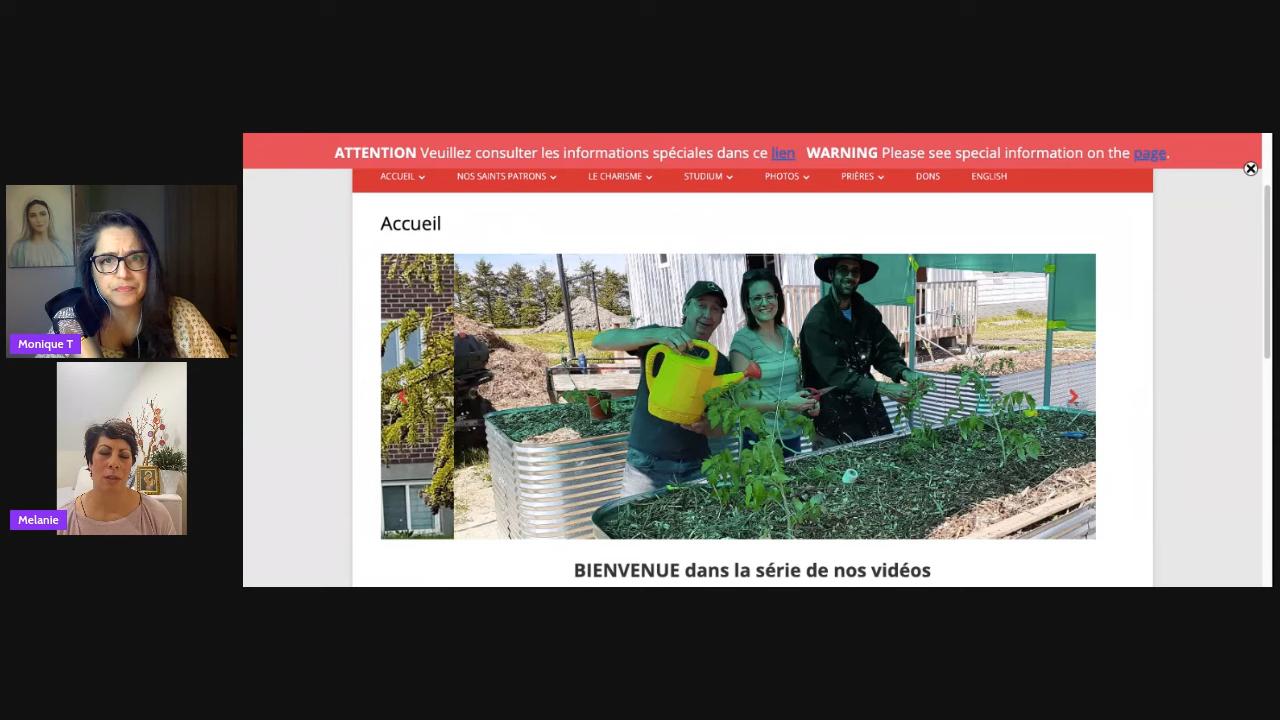 ATTENTION Veuillez consulter les informations spéciales dans ce lien WARNING Please see special information on the page.
ACCUEIL NOS SAINTS PATRONS LE CHARISME STUDIUM PHOTOS PRIÈRES DONS ENGLISH
Accueil
Monique T
Melanie
BIENVENUE dans la série de nos vidéos